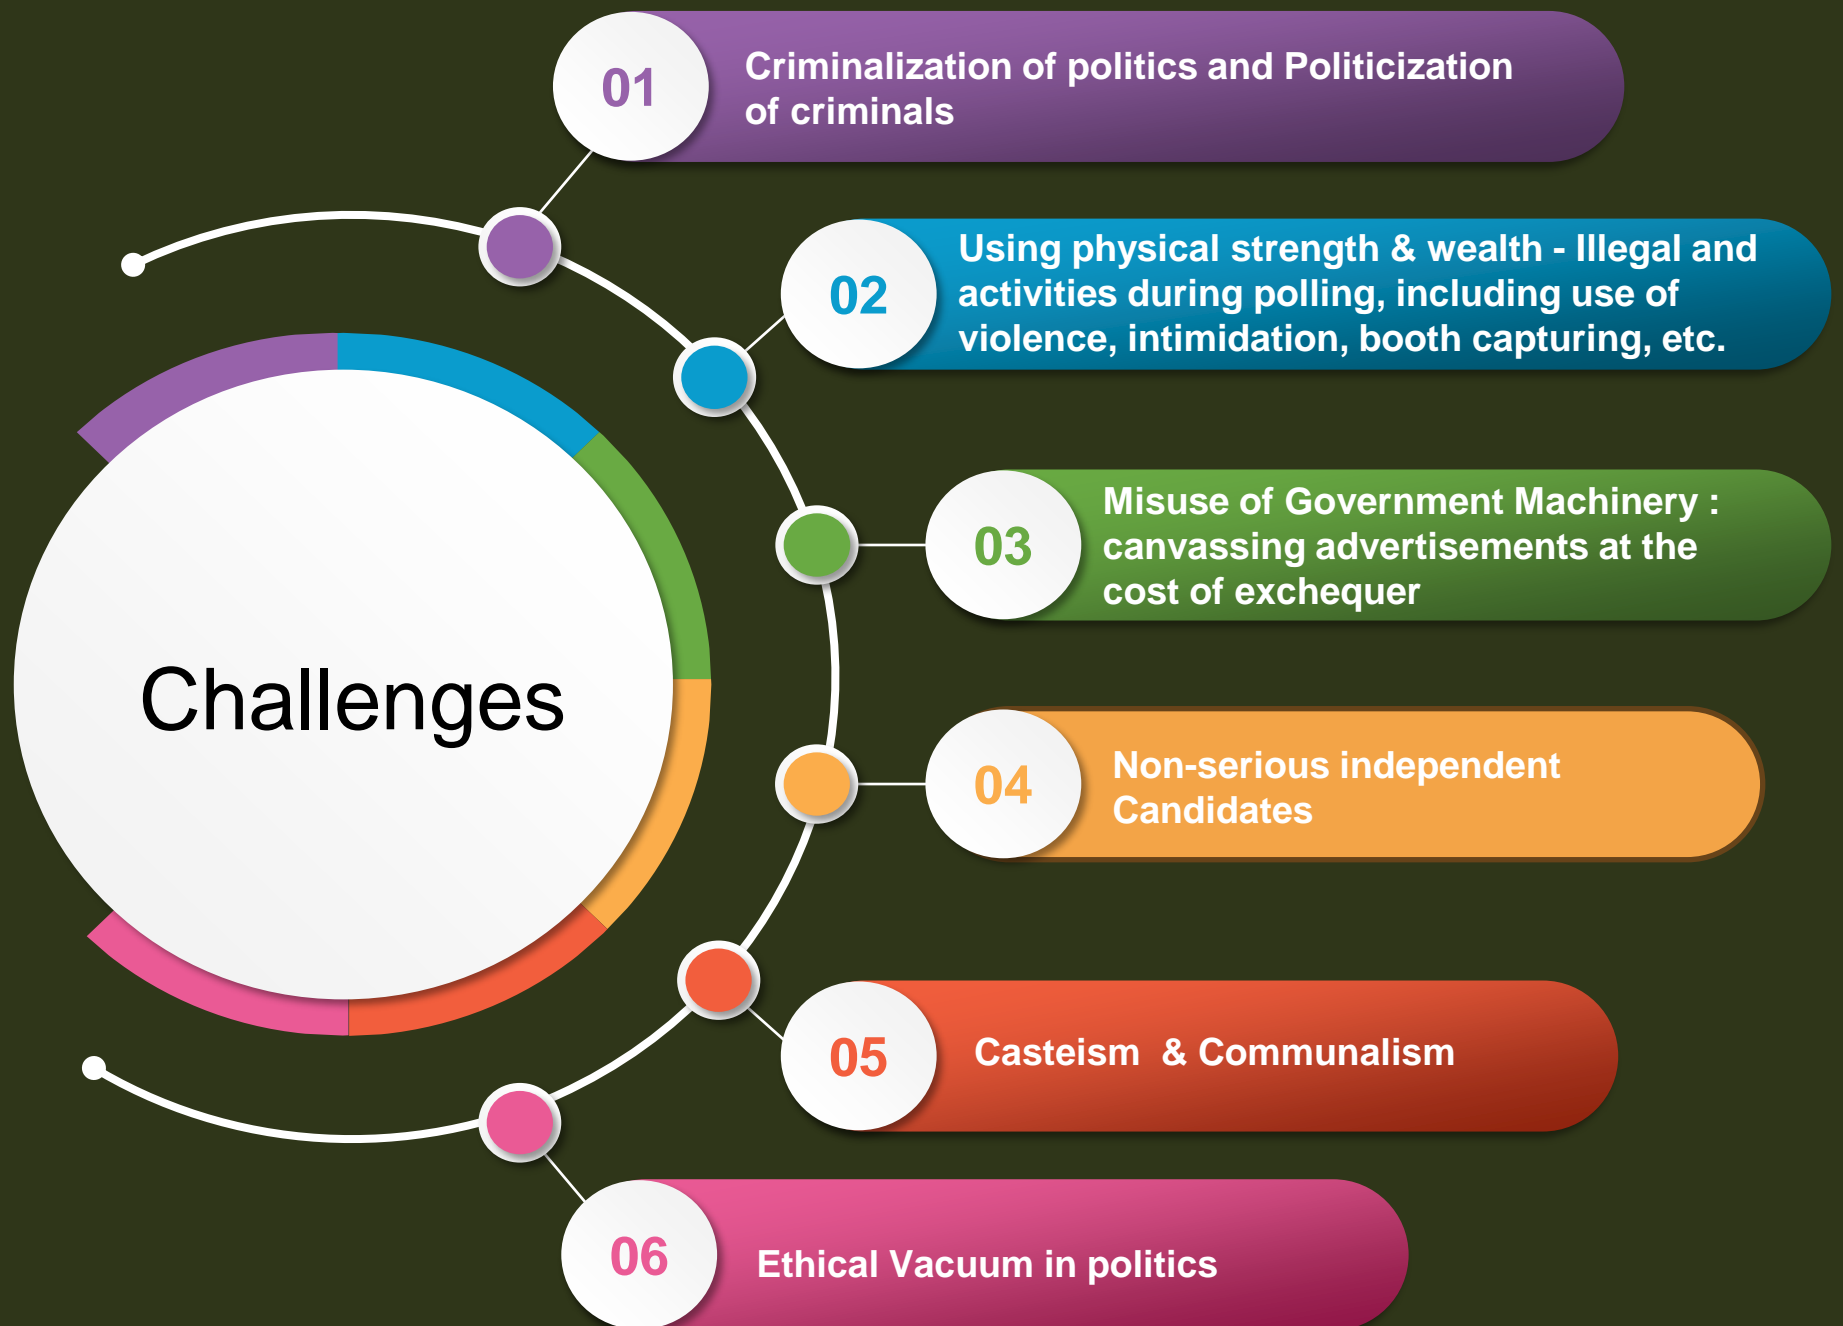 01
Criminalization of politics and Politicization
of criminals
02
Using physical strength & wealth - Illegal and
activities during polling, including use of
violence, intimidation, booth capturing, etc.
03
Misuse of Government Machinery :
canvassing advertisements at the
cost of exchequer
Challenges
04
Non-serious independent
Candidates
05
Casteism  & Communalism
06
Ethical Vacuum in politics